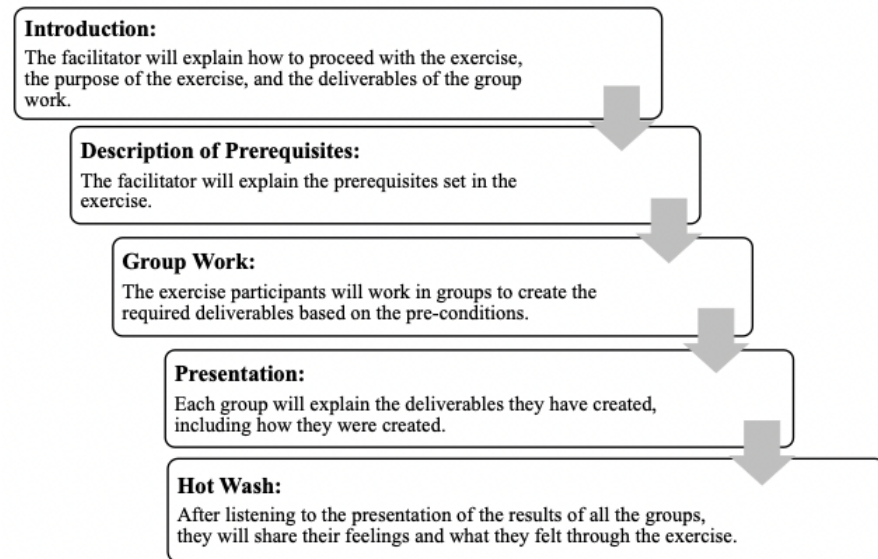 Introduction:
The facilitator will explain how to proceed with the exercise,
the purpose of the exercise, and the deliverables of the group
work.
Description of Prerequisites:
The facilitator will explain the prerequisites set in the
exercise.
Group Work:
The exercise participants will work in groups to create the
required deliverables based on the pre-conditions.
Presentation:
Each group will explain the deliverables they have created,
including how they were created.
Hot Wash:
After listening to the presentation of the results of all the groups,
they will share their feelings and what they felt through the exercise.